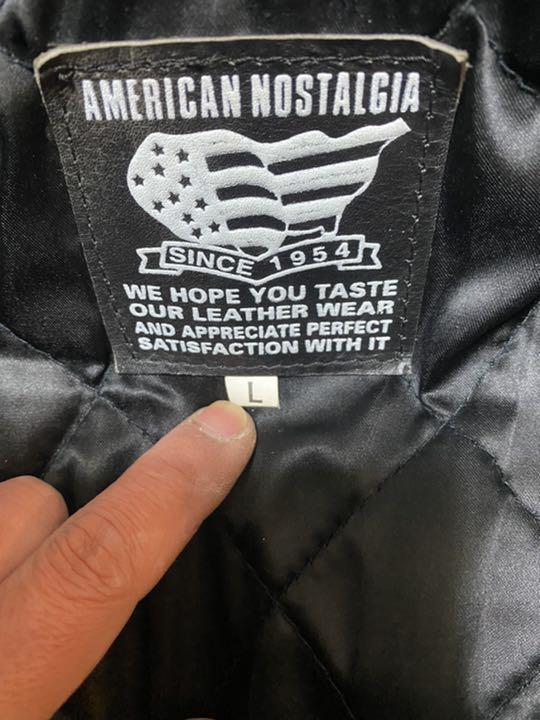 AMERICAN NOSTALGIA
SINCE 1954
WE HOPE YOU TASTE
OUR LEATHER WEAR
AND APPRECIATE PERFECT
SATISFACTION WITH IT
L